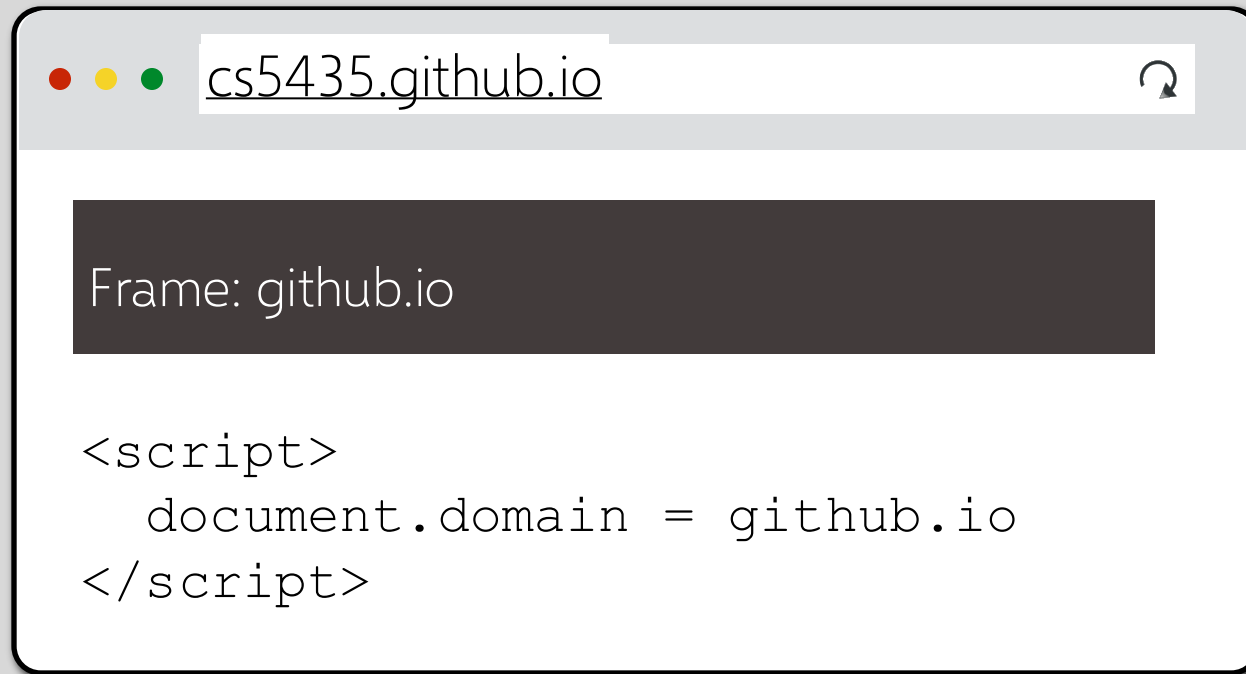 cs5435.github.io
Frame: github.io
<script>
  document.domain = github.io
</script>